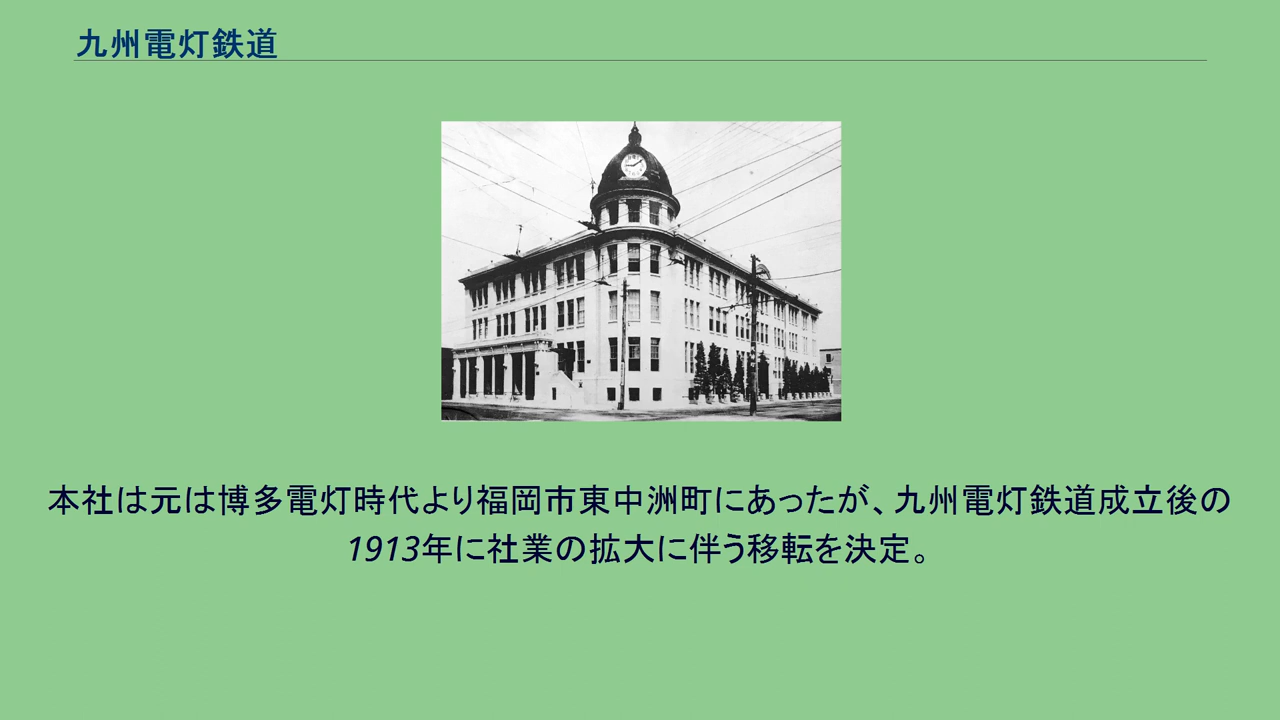 九州電灯鉄道
本社は元は博多電灯時代より福岡市東中洲町にあったが、九州電灯鉄道成立後の
1913年に社業の拡大に伴う移転を決定。